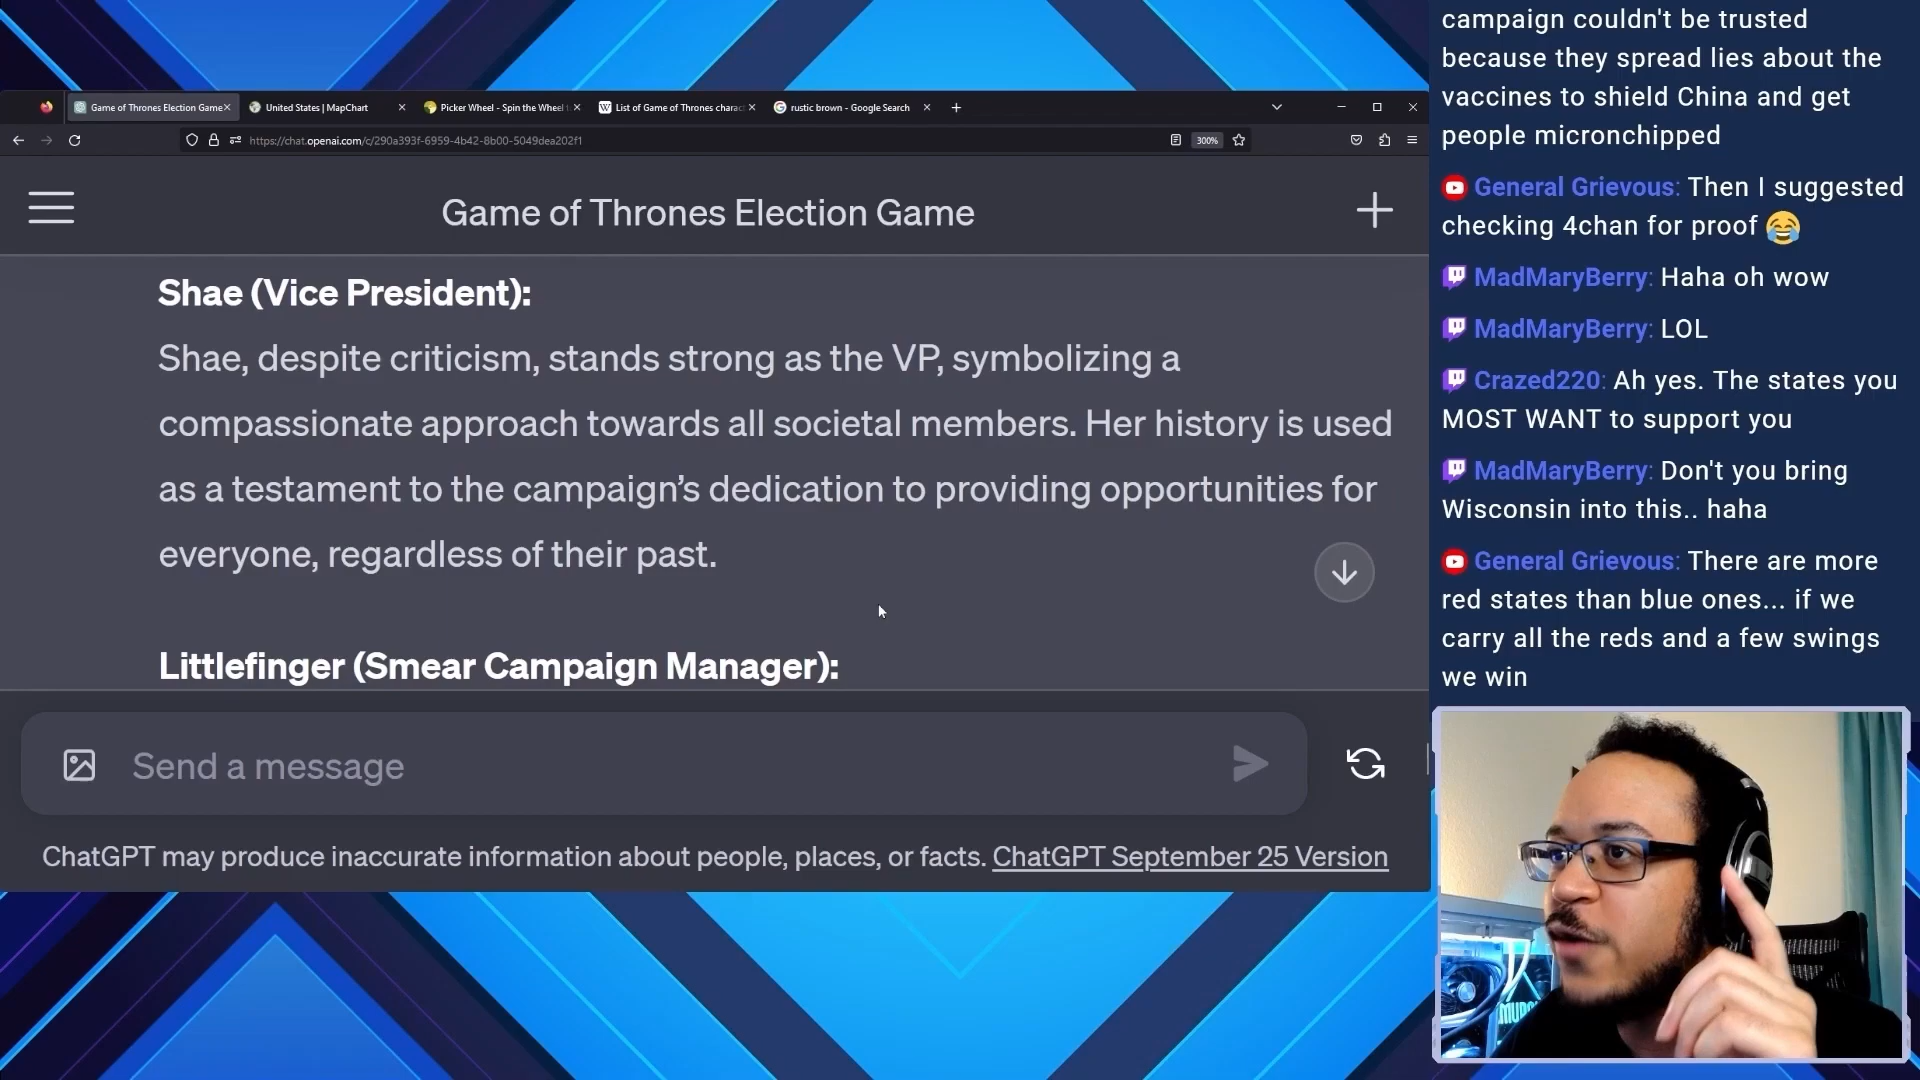 Game of Thrones Election Game
United States | MapChart
Picker Wheel - Spin the Wheel
List of Game of Thrones charac
rustic brown - Google Search
https://chat.openai.com/c/290a393f-6959-4b42-8b00-5049dea202f1
300%
Game of Thrones Election Game
Shae (Vice President):
Shae, despite criticism, stands strong as the VP, symbolizing a
compassionate approach towards all societal members. Her history is used
as a testament to the campaign’s dedication to providing opportunities for
everyone, regardless of their past.
Littlefinger (Smear Campaign Manager):
Send a message
ChatGPT may produce inaccurate information about people, places, or facts. ChatGPT September 25 Version
campaign couldn't be trusted
because they spread lies about the
vaccines to shield China and get
people micronchipped
General Grievous: Then I suggested
checking 4chan for proof
MadMaryBerry: Haha oh wow
MadMaryBerry: LOL
Crazed220: Ah yes. The states you
MOST WANT to support you
MadMaryBerry: Don't you bring
Wisconsin into this.. haha
General Grievous: There are more
red states than blue ones... if we
carry all the reds and a few swings
we win